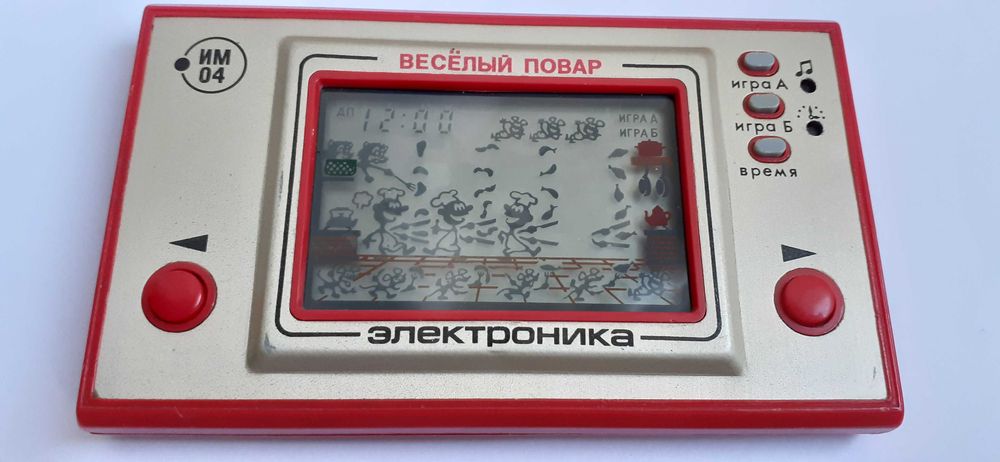 ИМ
04
ВЕСЁЛЫЙ ПОВАР
игра А
игра Б
время
ДП 12:00
ИГРА А
ИГРА Б
электроника